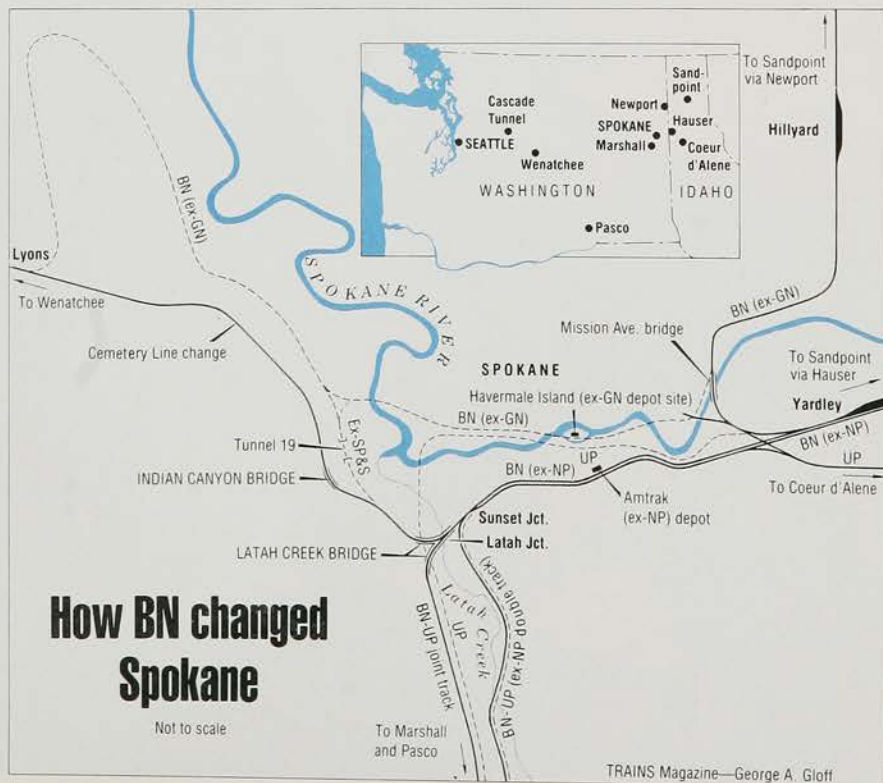 To Sandpoint
via Newport
Hillyard
Sand-
point
Newport
Cascade
Tunnel
SPOKANE
Hauser
SEATTLE
Marshall
Coeur
d'Alene
Wenatchee
WASHINGTON
IDAHO
Pasco
BN (ex-GN)
Lyons
To Wenatchee
SPOKANE RIVER
Cemetery Line change
BN (ex-GN)
Mission Ave. bridge
SPOKANE
To Sandpoint
via Hauser
Havermale Island (ex-GN depot site)
Yardley
BN (ex-GN)
Ex-SP&S
Tunnel 19
UP
BN (ex-NP)
BN (ex-NP)
UP
INDIAN CANYON BRIDGE
To Coeur d'Alene
Amtrak
(ex-NP) depot
Sunset Jct.
Latah Jct.
LATAH CREEK BRIDGE
Latah Creek
UP
BN-UP joint track
BN-UP (ex-NP double track)
How BN changed
Spokane
Not to scale
To Marshall
and Pasco
TRAINS Magazine—George A. Gloff